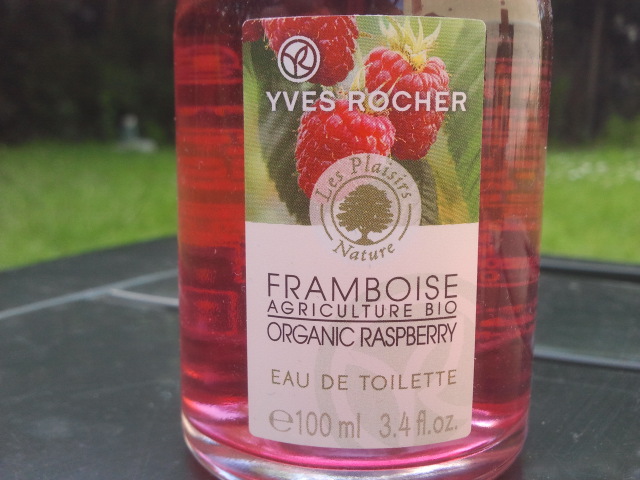 YVES ROCHER
Les Plaisirs
Nature
FRAMBOISE
AGRICULTURE BIO
ORGANIC RASPBERRY
EAU DE TOILETTE
℮100 ml 3.4 fl.oz.